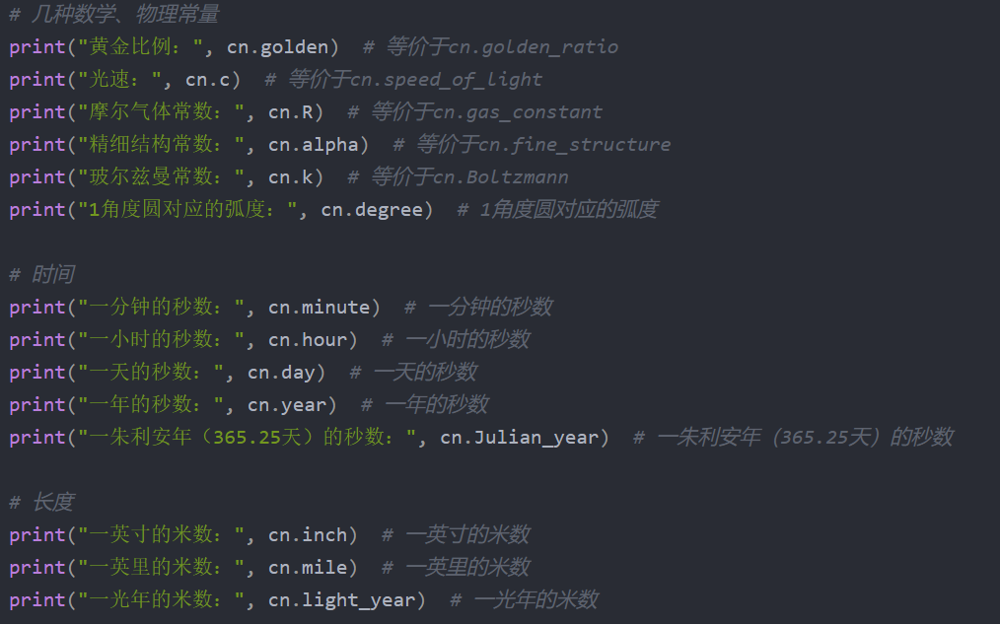 # 几种数学、物理常量
print("黄金比例：", cn.golden)  # 等价于cn.golden_ratio
print("光速：", cn.c)  # 等价于cn.speed_of_light
print("摩尔气体常数：", cn.R)  # 等价于cn.gas_constant
print("精细结构常数：", cn.alpha)  # 等价于cn.fine_structure
print("玻尔兹曼常数：", cn.k)  # 等价于cn.Boltzmann
print("1角度圆对应的弧度：", cn.degree)  # 1角度圆对应的弧度
# 时间
print("一分钟的秒数：", cn.minute)  # 一分钟的秒数
print("一小时的秒数：", cn.hour)  # 一小时的秒数
print("一天的秒数：", cn.day)  # 一天的秒数
print("一年的秒数：", cn.year)  # 一年的秒数
print("一朱利安年（365.25天）的秒数：", cn.Julian_year)  # 一朱利安年（365.25天）的秒数
# 长度
print("一英寸的米数：", cn.inch)  # 一英寸的米数
print("一英里的米数：", cn.mile)  # 一英里的米数
print("一光年的米数：", cn.light_year)  # 一光年的米数